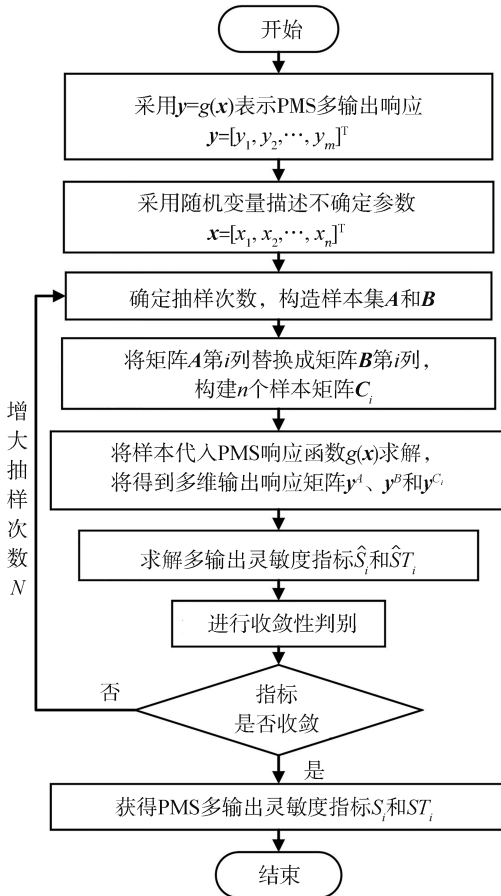 开始
采用y=g(x)表示PMS多输出响应
y=[y₁, y₂,⋯, yₘ]ᵀ
采用随机变量描述不确定参数
x=[x₁, x₂,⋯, xₙ]ᵀ
确定抽样次数，构造样本集A和B
将矩阵A第i列替换成矩阵B第i列，
构建n个样本矩阵Cᵢ
将样本代入PMS响应函数g(x)求解，
将得到多维输出响应矩阵y^A、y^B和y^{Cᵢ}
求解多输出灵敏度指标Ŝᵢ和ŜTᵢ
进行收敛性判别
指标
是否收敛
否
是
增大抽样次数N
获得PMS多输出灵敏度指标Sᵢ和STᵢ
结束